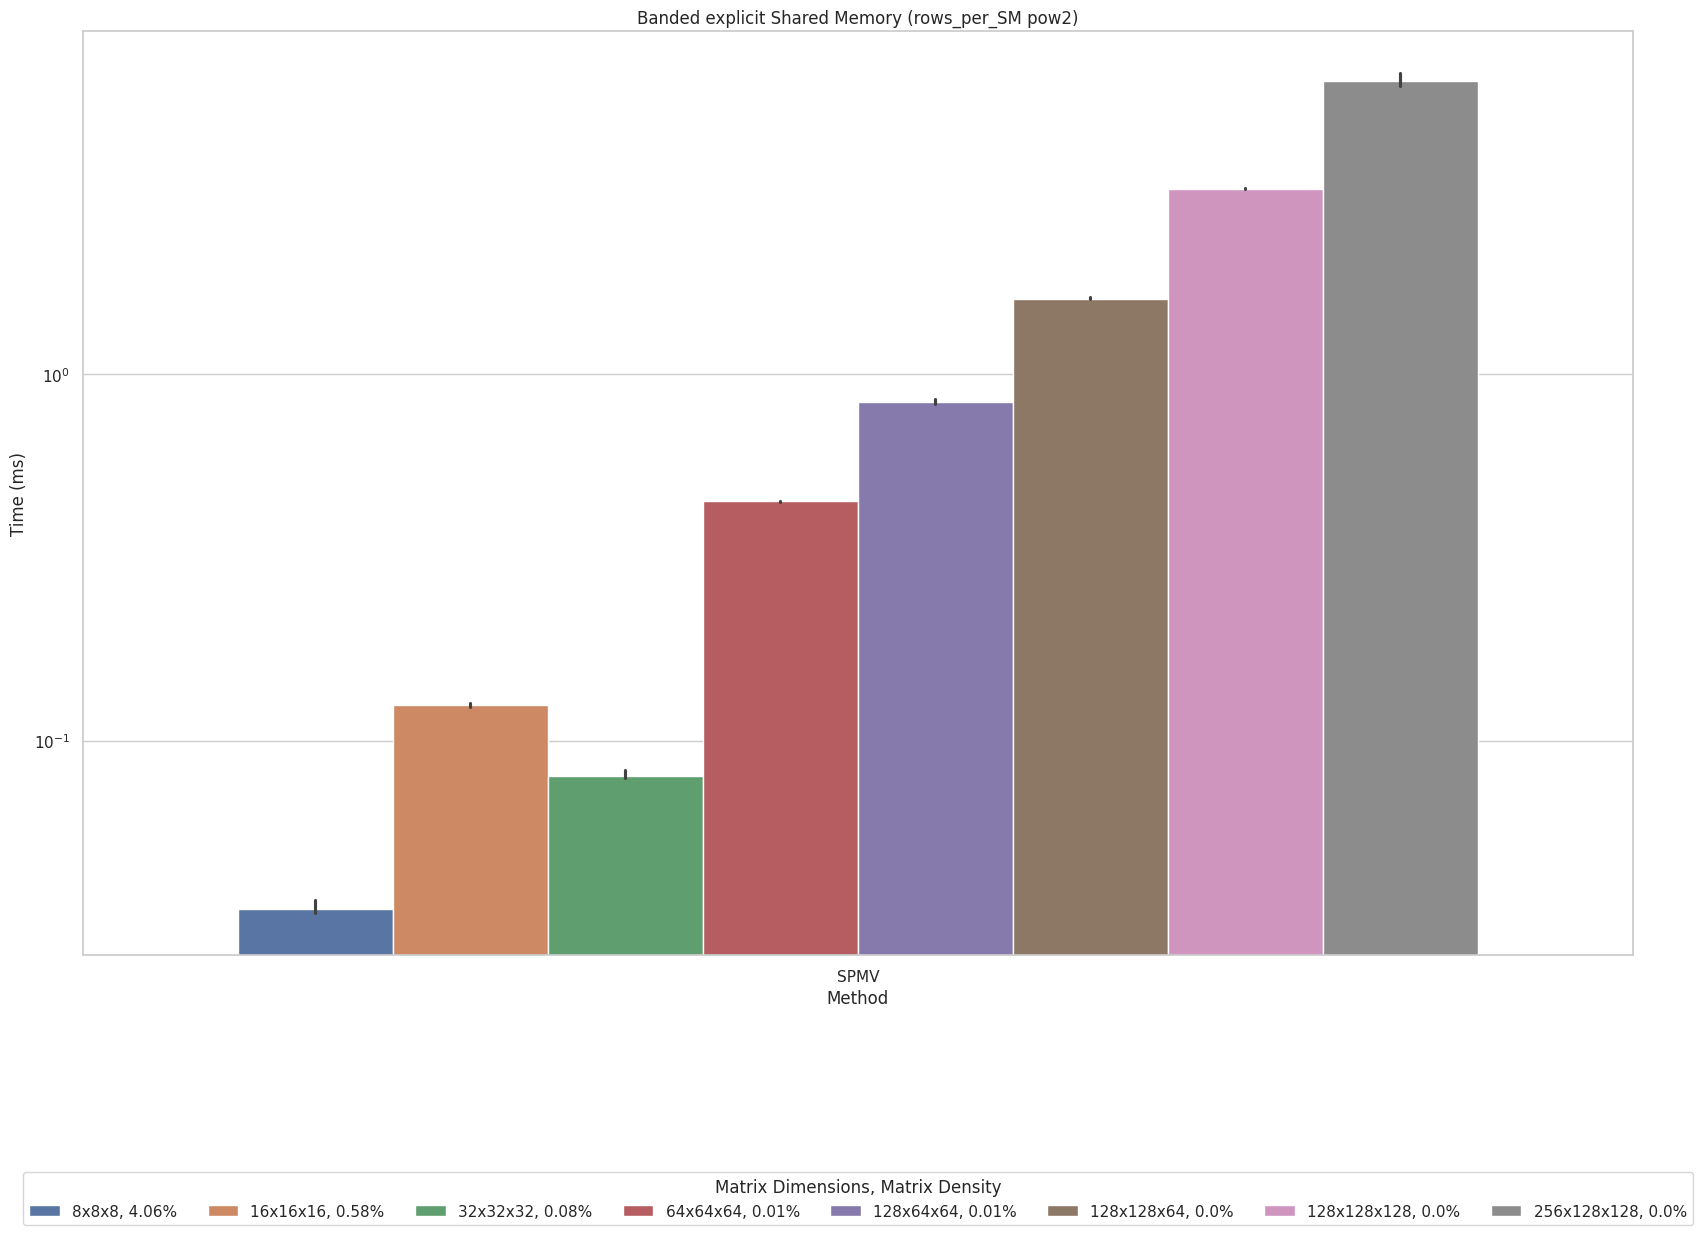 Banded explicit Shared Memory (rows_per_SM pow2)
Time (ms)
10⁰
10⁻¹
SPMV
Method
Matrix Dimensions, Matrix Density
8x8x8, 4.06% 16x16x16, 0.58% 32x32x32, 0.08% 64x64x64, 0.01% 128x64x64, 0.01% 128x128x64, 0.0% 128x128x128, 0.0% 256x128x128, 0.0%